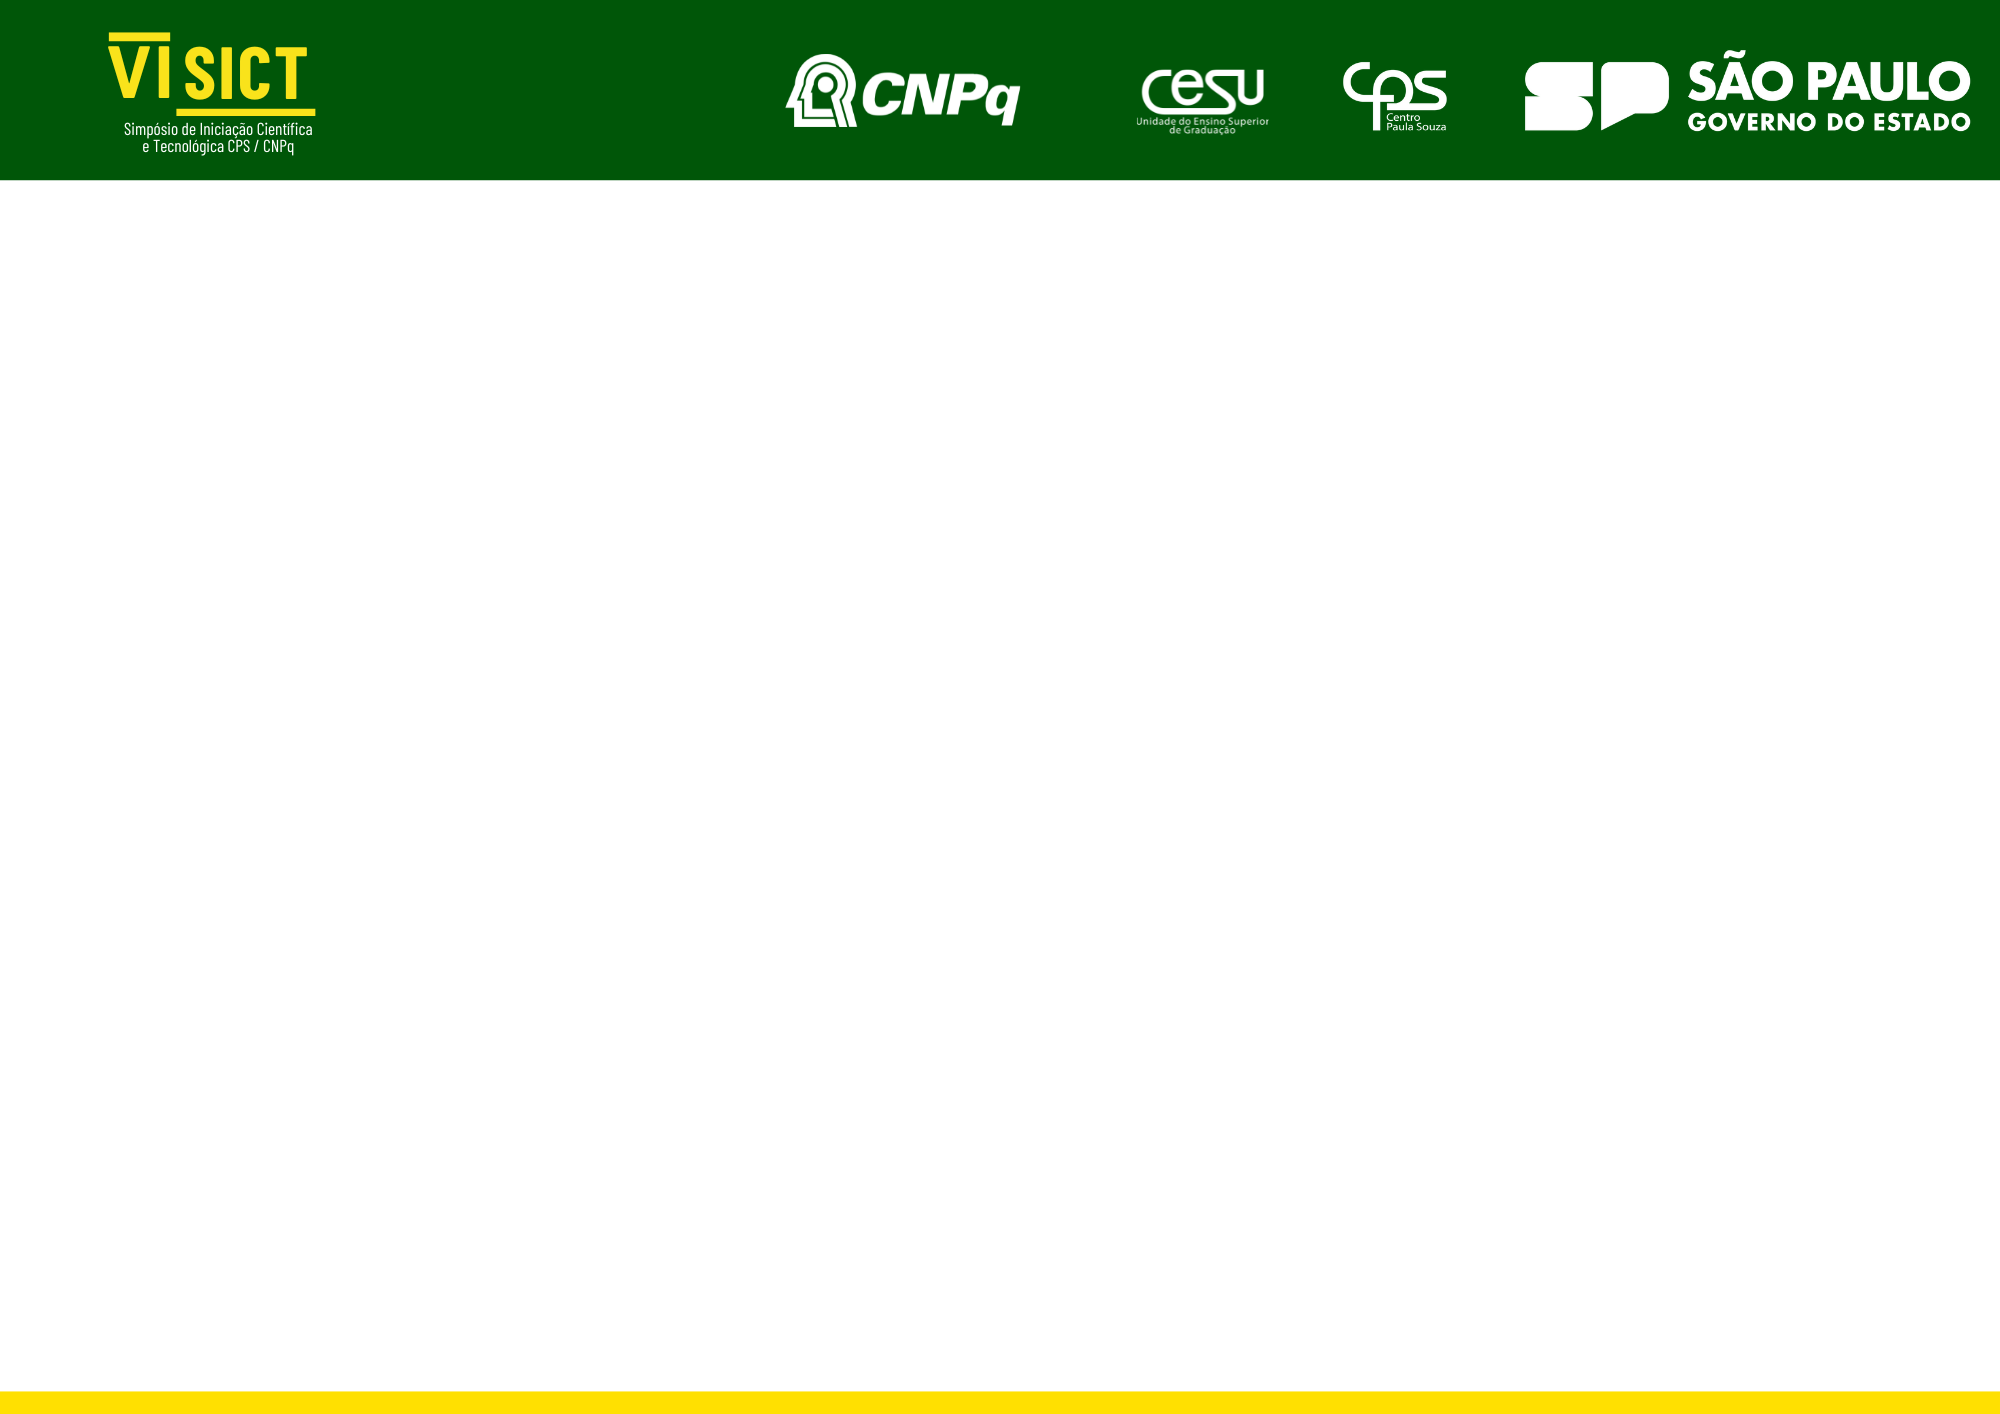 VI SICT
Simpósio de Iniciação Científica
e Tecnológica CPS / CNPq
CNPq
cesu
Unidade do Ensino Superior
de Graduação
cps
Centro
Paula Souza
SP
SÃO PAULO
GOVERNO DO ESTADO